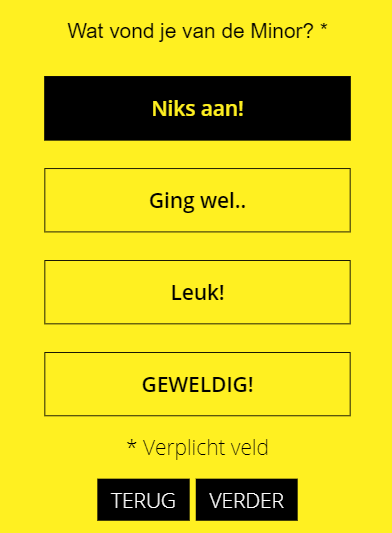 Wat vond je van de Minor? *
Niks aan!
Ging wel..
Leuk!
GEWELDIG!
* Verplicht veld
TERUG VERDER